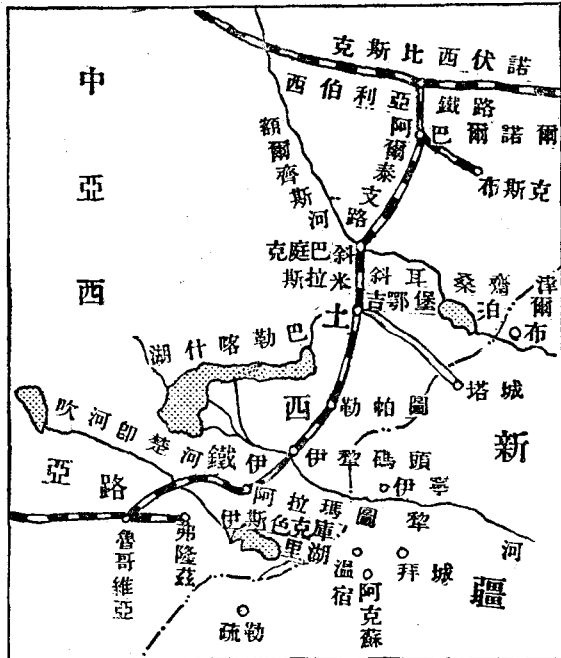 諾伏西比斯克
西伯利亞鐵路
阿爾泰支路
巴爾諾爾
布斯克
額爾齊斯河
斜米巴拉庭斯克
斜耳吉鄂堡
齋桑泊
布爾津
塔城
中亞西亞
巴勒喀什湖
土西鐵路
勒帕圖
伊犂碼頭
伊犂河
伊寧
吹河即楚河
阿拉瑪圖
伊斯色克庫里湖
弗隆茲
魯哥維亞
溫宿
阿克蘇
拜城
疏勒
新疆